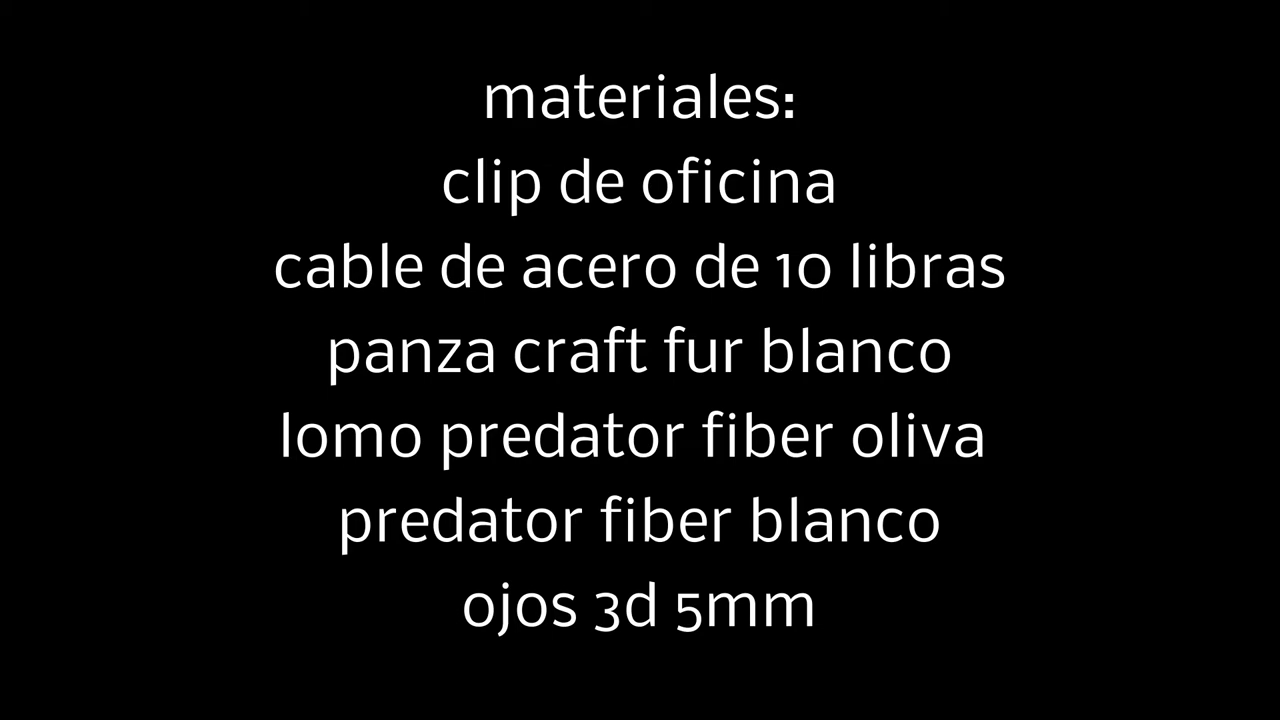 materiales:
clip de oficina
cable de acero de 10 libras
panza craft fur blanco
lomo predator fiber oliva
predator fiber blanco
ojos 3d 5mm